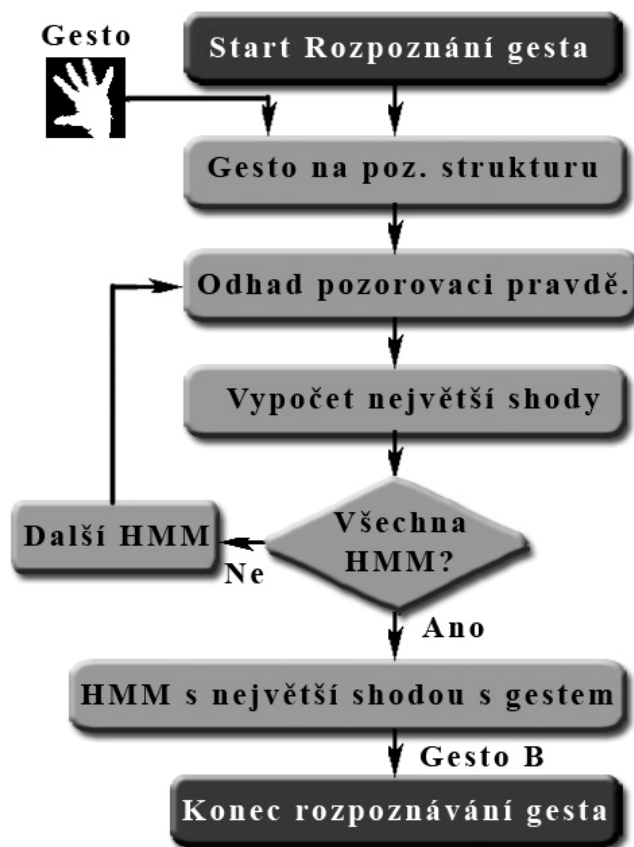 Gesto
Start Rozpoznání gesta
Gesto na poz. strukturu
Odhad pozorovaci pravdě.
Vypočet největší shody
Všechna
HMM?
Další HMM
Ne
Ano
HMM s největší shodou s gestem
Gesto B
Konec rozpoznávání gesta